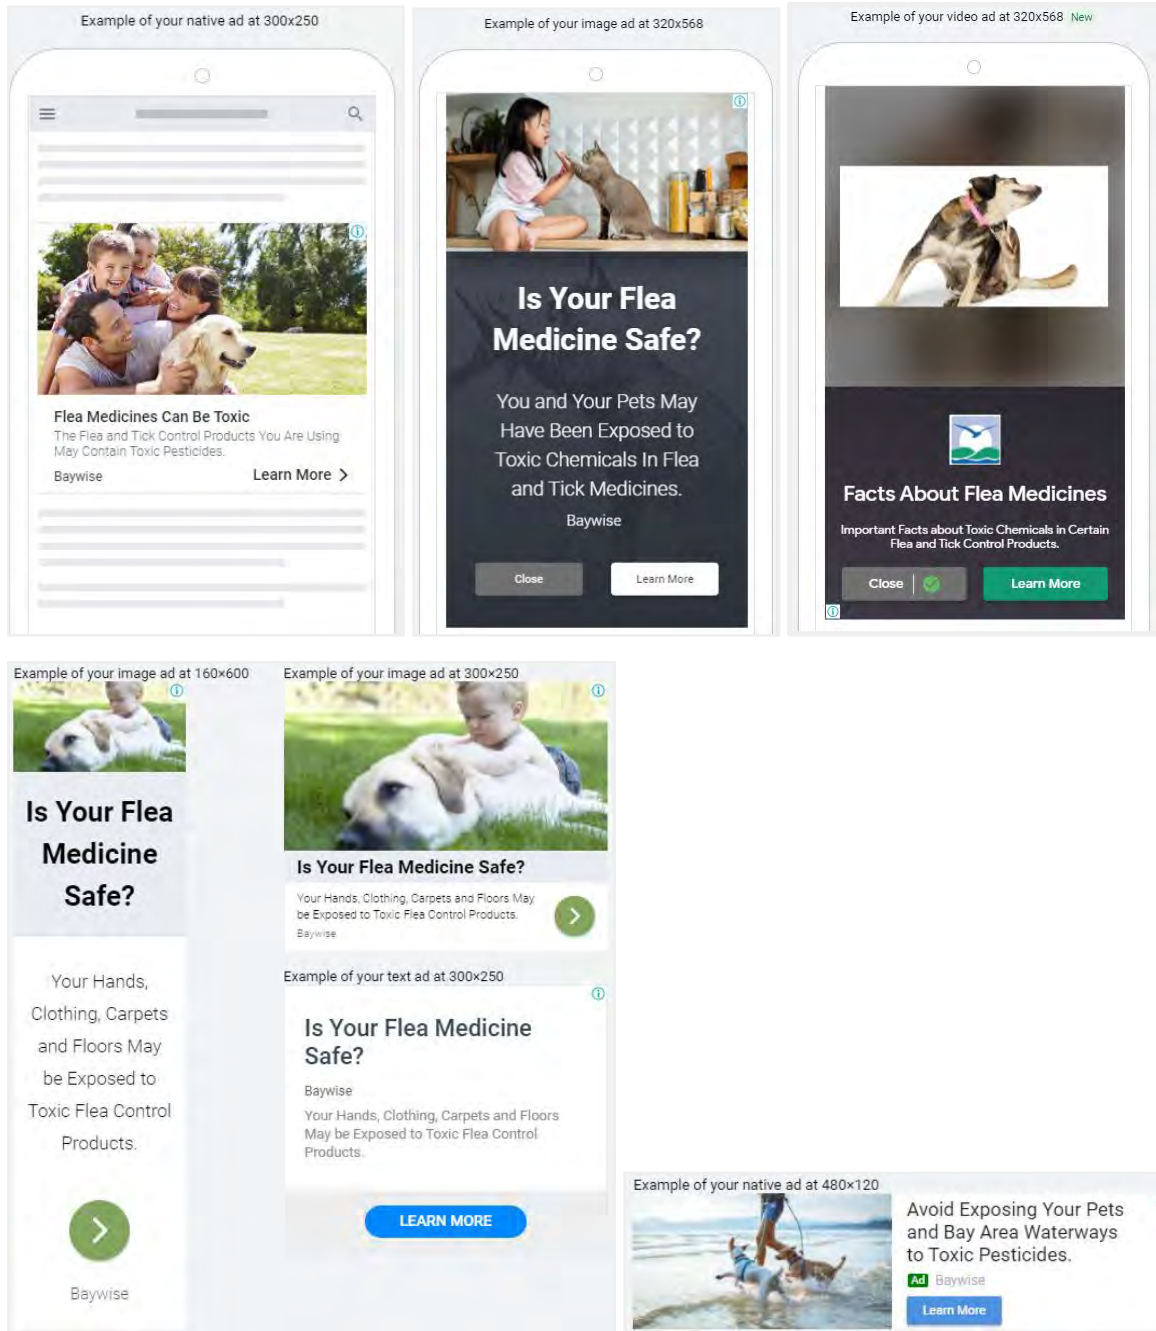 Example of your native ad at 300x250
Flea Medicines Can Be Toxic
The Flea and Tick Control Products You Are Using
May Contain Toxic Pesticides.
Baywise
Learn More
Example of your image ad at 320x568
Is Your Flea
Medicine Safe?
You and Your Pets May
Have Been Exposed to
Toxic Chemicals In Flea
and Tick Medicines.
Baywise
Close
Learn More
Example of your video ad at 320x568 New
Facts About Flea Medicines
Important Facts about Toxic Chemicals in Certain
Flea and Tick Control Products.
Close
Learn More
Example of your image ad at 160×600
Is Your Flea
Medicine
Safe?
Your Hands,
Clothing, Carpets
and Floors May
be Exposed to
Toxic Flea Control
Products.
Baywise
Example of your image ad at 300×250
Is Your Flea Medicine Safe?
Your Hands, Clothing, Carpets and Floors May
be Exposed to Toxic Flea Control Products.
Baywise
Example of your text ad at 300×250
Is Your Flea Medicine
Safe?
Baywise
Your Hands, Clothing, Carpets and Floors
May be Exposed to Toxic Flea Control
Products.
LEARN MORE
Example of your native ad at 480×120
Avoid Exposing Your Pets
and Bay Area Waterways
to Toxic Pesticides.
Ad Baywise
Learn More